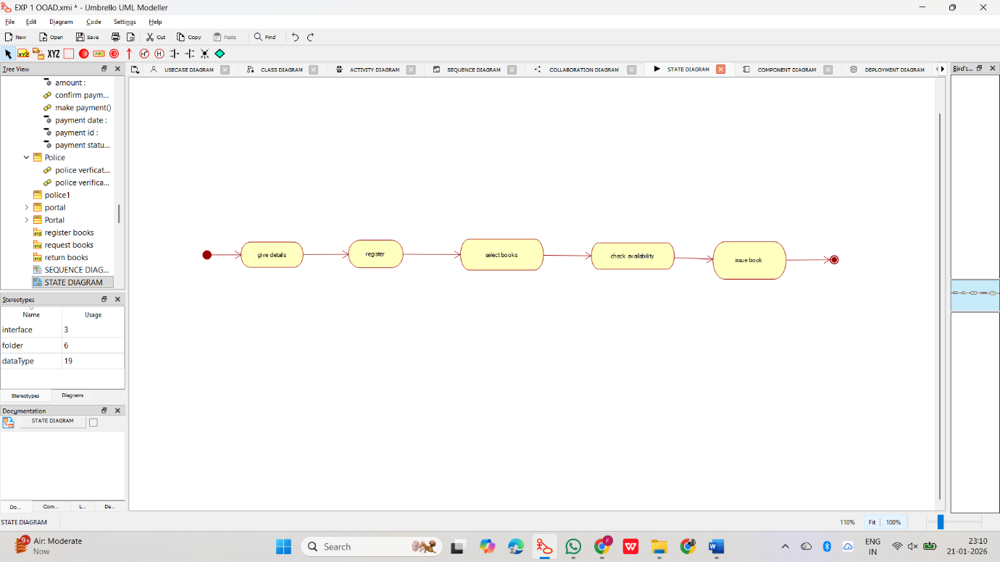 EXP 1 OOAD.xmi * - Umbrello UML Modeller
File Edit Diagram Code Settings Help
New Open Save Cut Copy Paste Find
XYZ XYZ ABC H* H
Tree View
USECASE DIAGRAM CLASS DIAGRAM ACTIVITY DIAGRAM SEQUENCE DIAGRAM COLLABORATION DIAGRAM STATE DIAGRAM COMPONENT DIAGRAM DEPLOYMENT DIAGRAM
Bird's...
amount :
confirm paym...
make payment()
payment date :
payment id :
payment statu...
Police
police verficat...
police verifica...
police1
portal
Portal
register books
request books
return books
SEQUENCE DIAG...
STATE DIAGRAM
give details
register
select books
check availability
issue book
Stereotypes
Name Usage
interface 3
folder 6
dataType 19
Stereotypes Diagrams
Documentation
STATE DIAGRAM
Do... Com... L... De...
STATE DIAGRAM
110% Fit 100%
9+ Air: Moderate
Now
Search
F
W
W
ENG
IN
23:10
21-01-2026